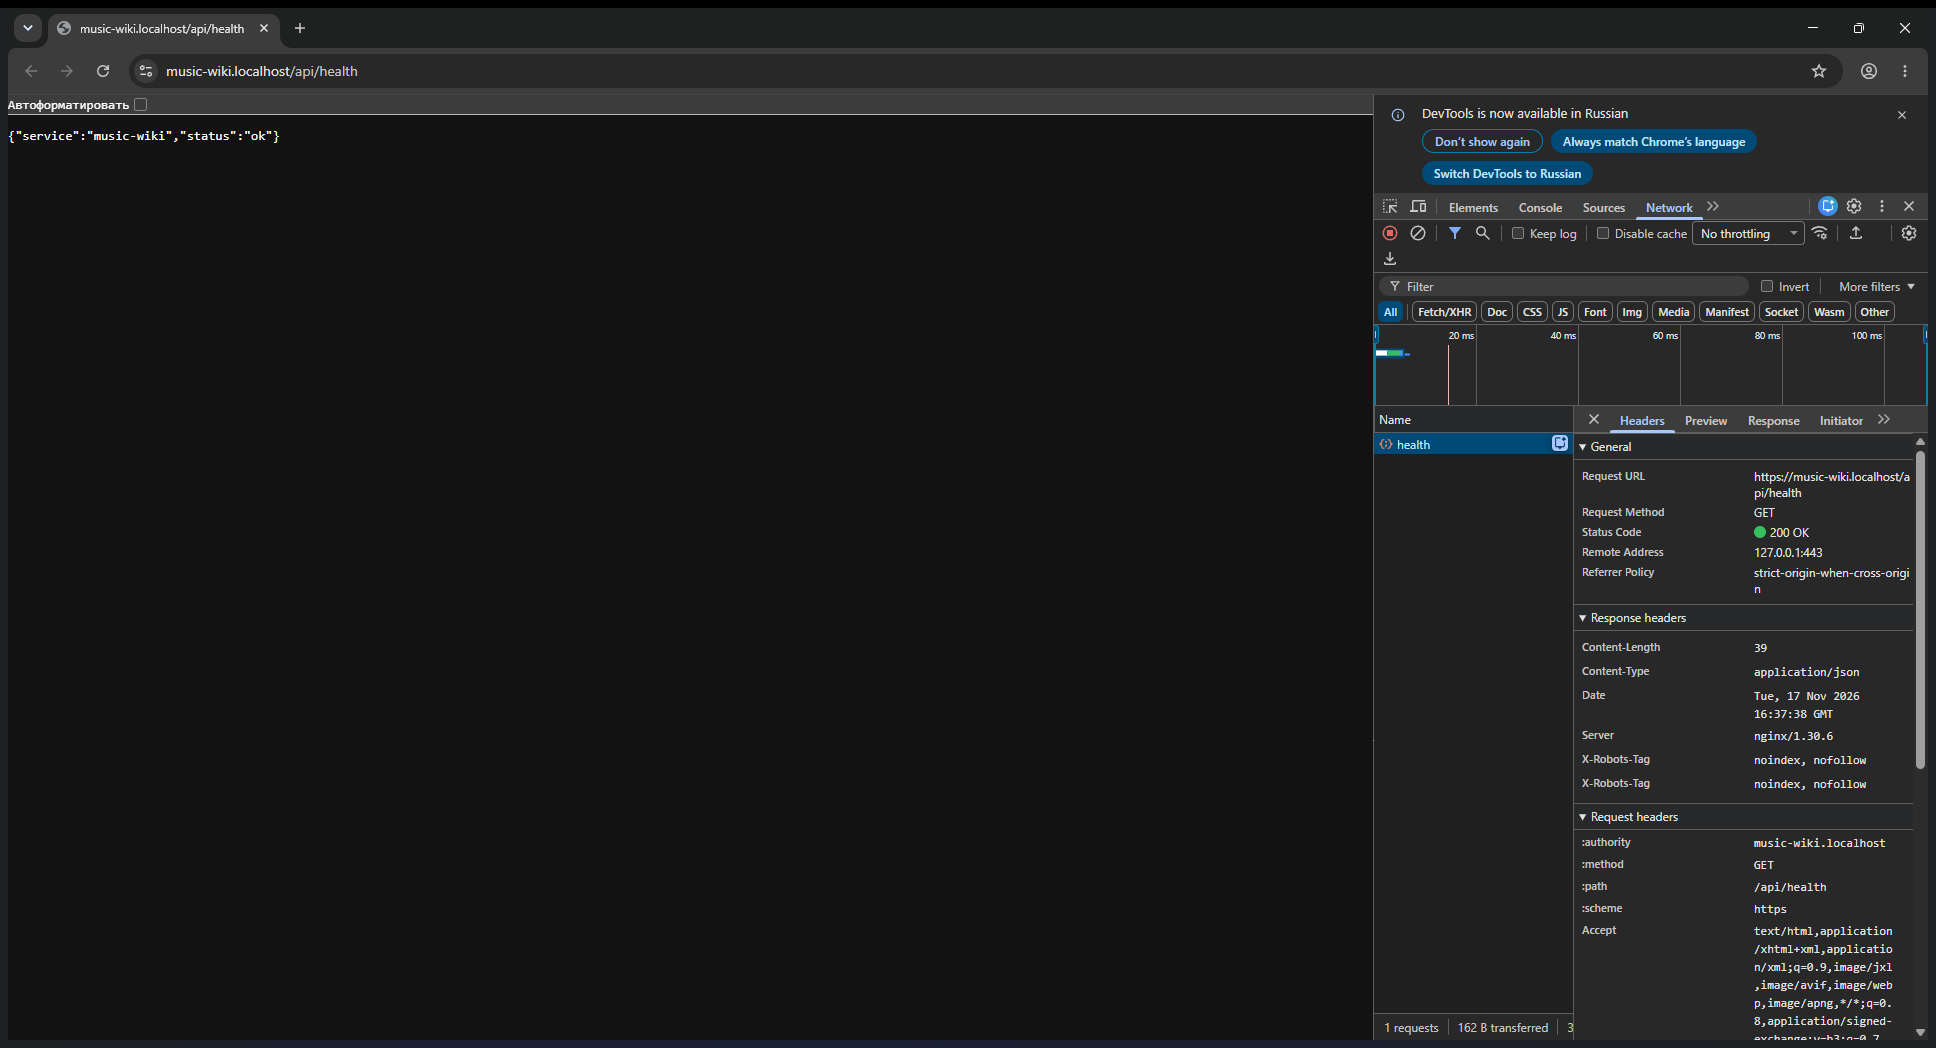 music-wiki.localhost/api/health
music-wiki.localhost/api/health
Автоформатировать
{"service":"music-wiki","status":"ok"}
DevTools is now available in Russian
Don't show again
Always match Chrome's language
Switch DevTools to Russian
Elements Console Sources Network
Keep log Disable cache No throttling
Filter Invert More filters
All Fetch/XHR Doc CSS JS Font Img Media Manifest Socket Wasm Other
20 ms 40 ms 60 ms 80 ms 100 ms
Name
health
Headers Preview Response Initiator
General
Request URL https://music-wiki.localhost/a
pi/health
Request Method GET
Status Code 200 OK
Remote Address 127.0.0.1:443
Referrer Policy strict-origin-when-cross-origi
n
Response headers
Content-Length 39
Content-Type application/json
Date Tue, 17 Nov 2026
16:37:38 GMT
Server nginx/1.30.6
X-Robots-Tag noindex, nofollow
X-Robots-Tag noindex, nofollow
Request headers
:authority music-wiki.localhost
:method GET
:path /api/health
:scheme https
Accept text/html,application
/xhtml+xml,applicatio
n/xml;q=0.9,image/jxl
,image/avif,image/web
p,image/apng,*/*;q=0.
8,application/signed-
exchange;v=b3;q=0.7
1 requests 162 B transferred 3